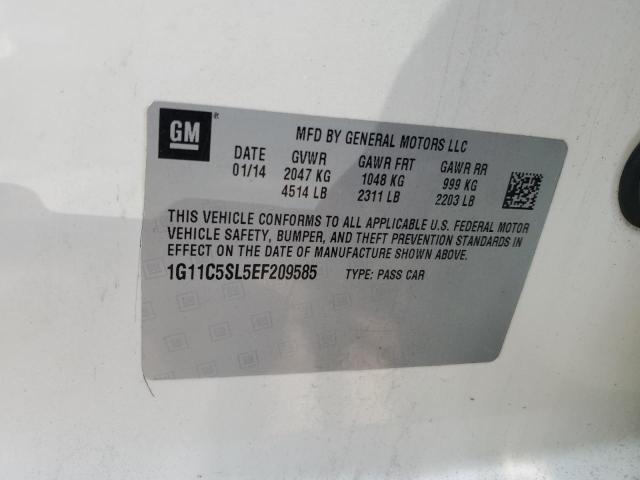 GM
MFD BY GENERAL MOTORS LLC
DATE GVWR GAWR FRT GAWR RR
01/14 2047 KG 1048 KG 999 KG
4514 LB 2311 LB 2203 LB
THIS VEHICLE CONFORMS TO ALL APPLICABLE U.S. FEDERAL MOTOR
VEHICLE SAFETY, BUMPER, AND THEFT PREVENTION STANDARDS IN
EFFECT ON THE DATE OF MANUFACTURE SHOWN ABOVE.
1G11C5SL5EF209585 TYPE: PASS CAR